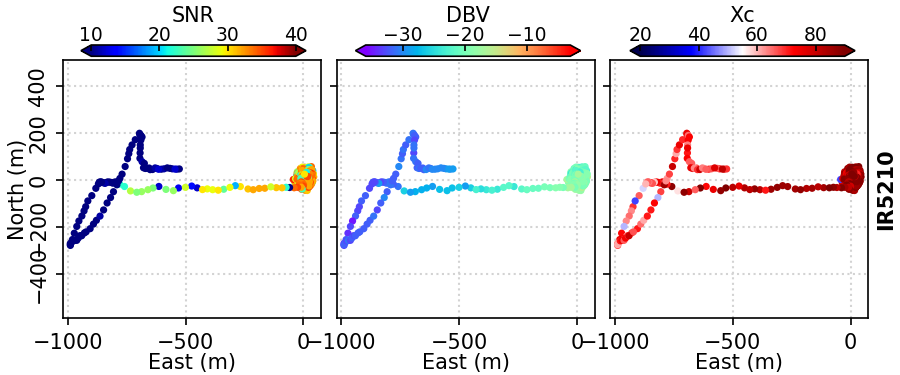 SNR DBV Xc
10 20 30 40 −30 −20 −10 20 40 60 80
400
200
0
−200
−400
North (m)
IR5210
−1000 −500 0 −1000 −500 0 −1000 −500 0
East (m) East (m) East (m)